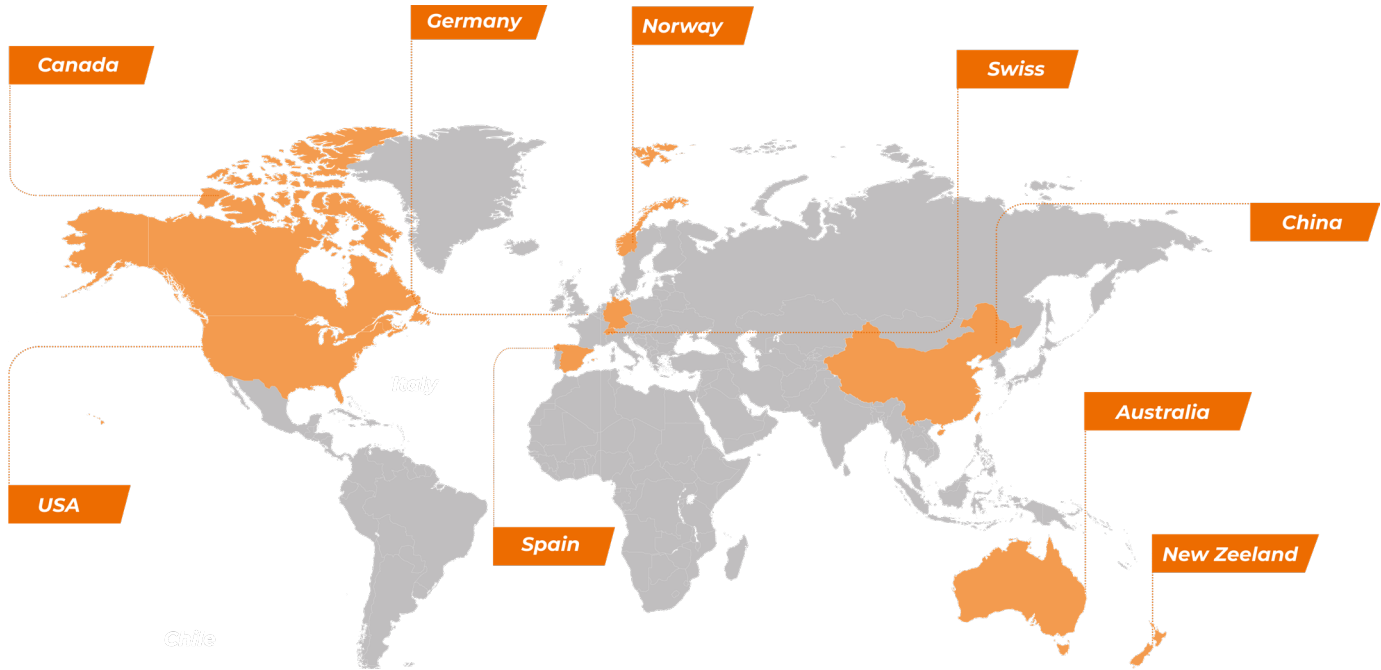 Germany
Norway
Canada
Swiss
China
Italy
Australia
USA
Spain
New Zeeland
Chile